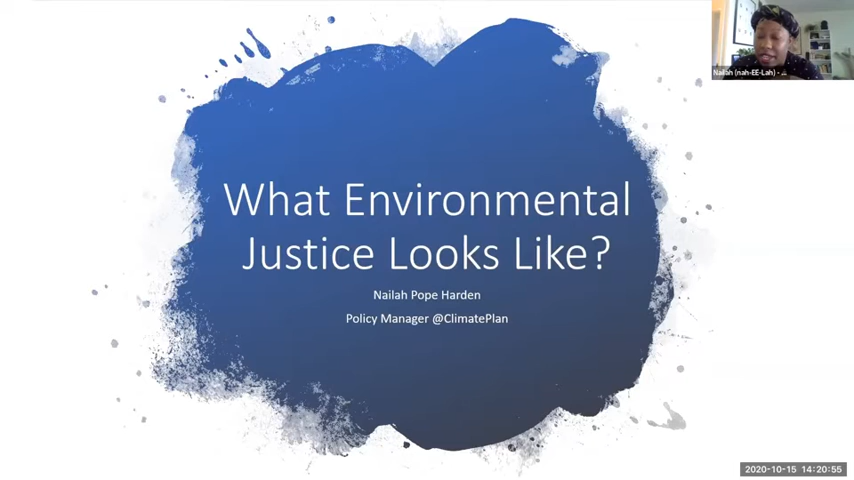 What Environmental
Justice Looks Like?
Nailah Pope Harden
Policy Manager @ClimatePlan
Nailah (nah-EE-Lah) -
2020-10-15 14:20:55